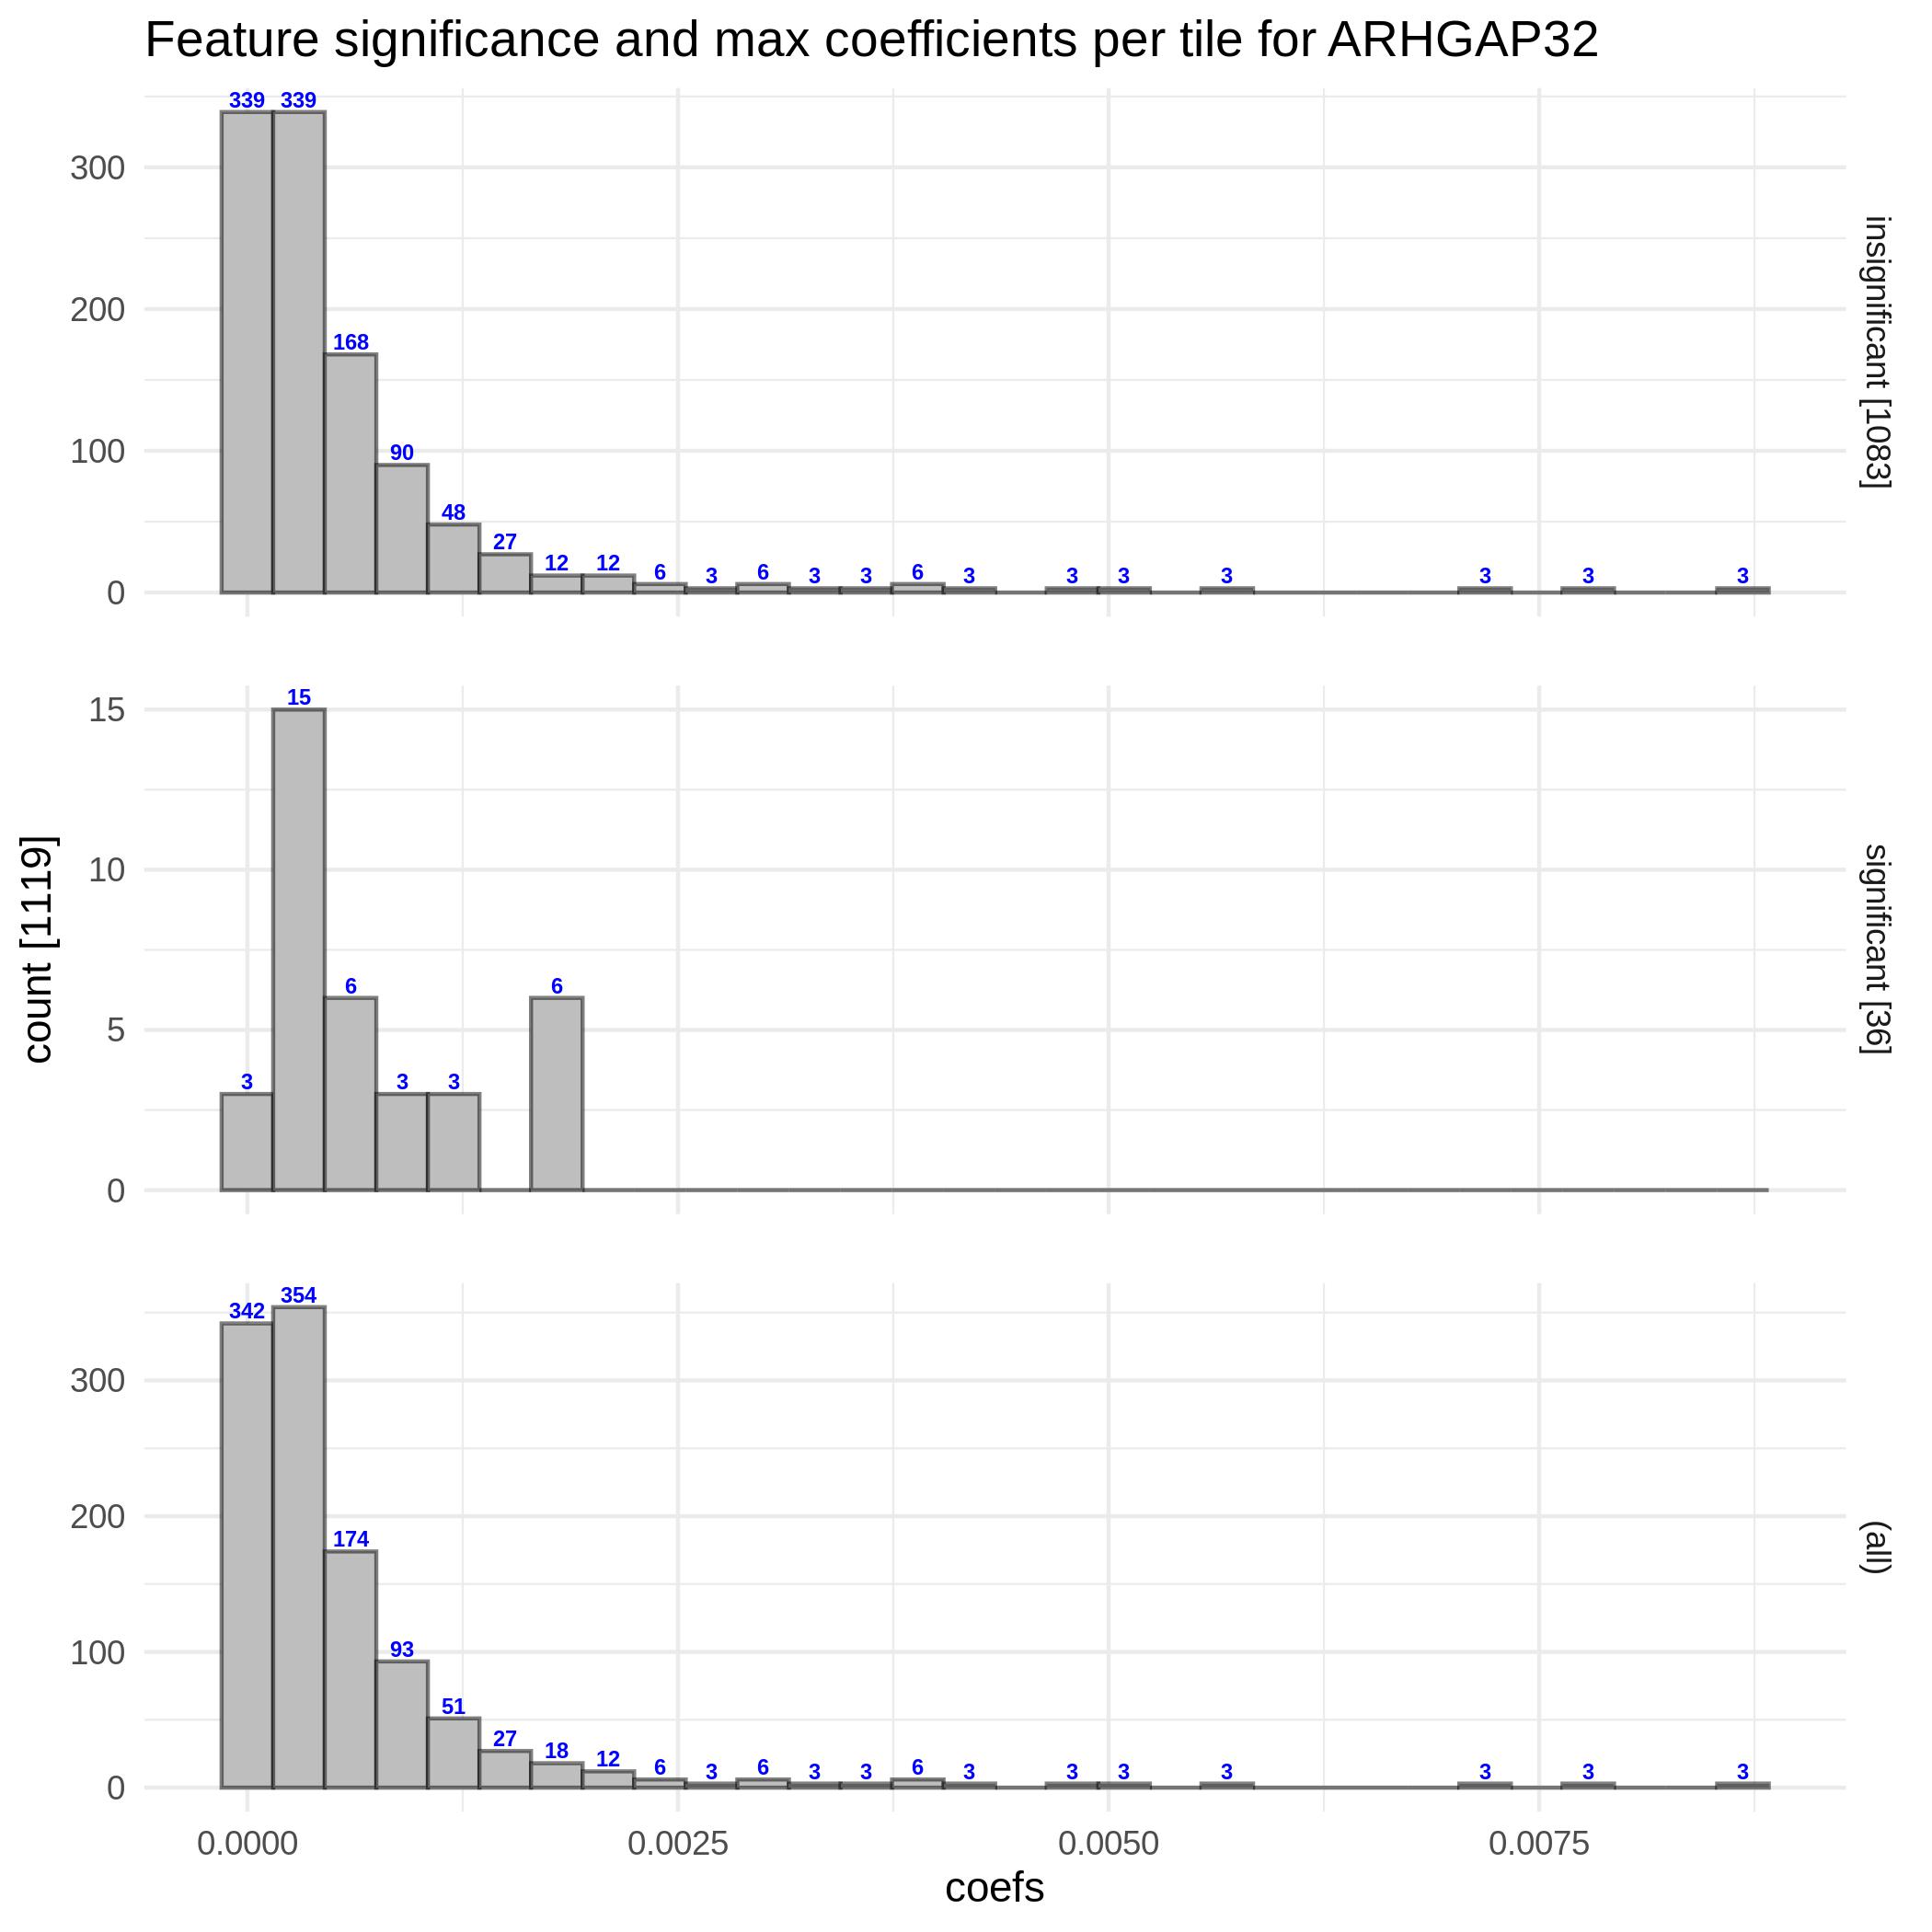 Feature significance and max coefficients per tile for ARHGAP32
339 339 168 90 48 27 12 12 6 3 6 3 3 6 3 3 3 3 3 3 3
300
200
100
0
insignificant [1083]
15 6 3 3 3 6
15
10
5
0
significant [36]
count [1119]
342 354 174 93 51 27 18 12 6 3 6 3 3 6 3 3 3 3 3 3 3
300
200
100
0
(all)
0.0000 0.0025 0.0050 0.0075
coefs